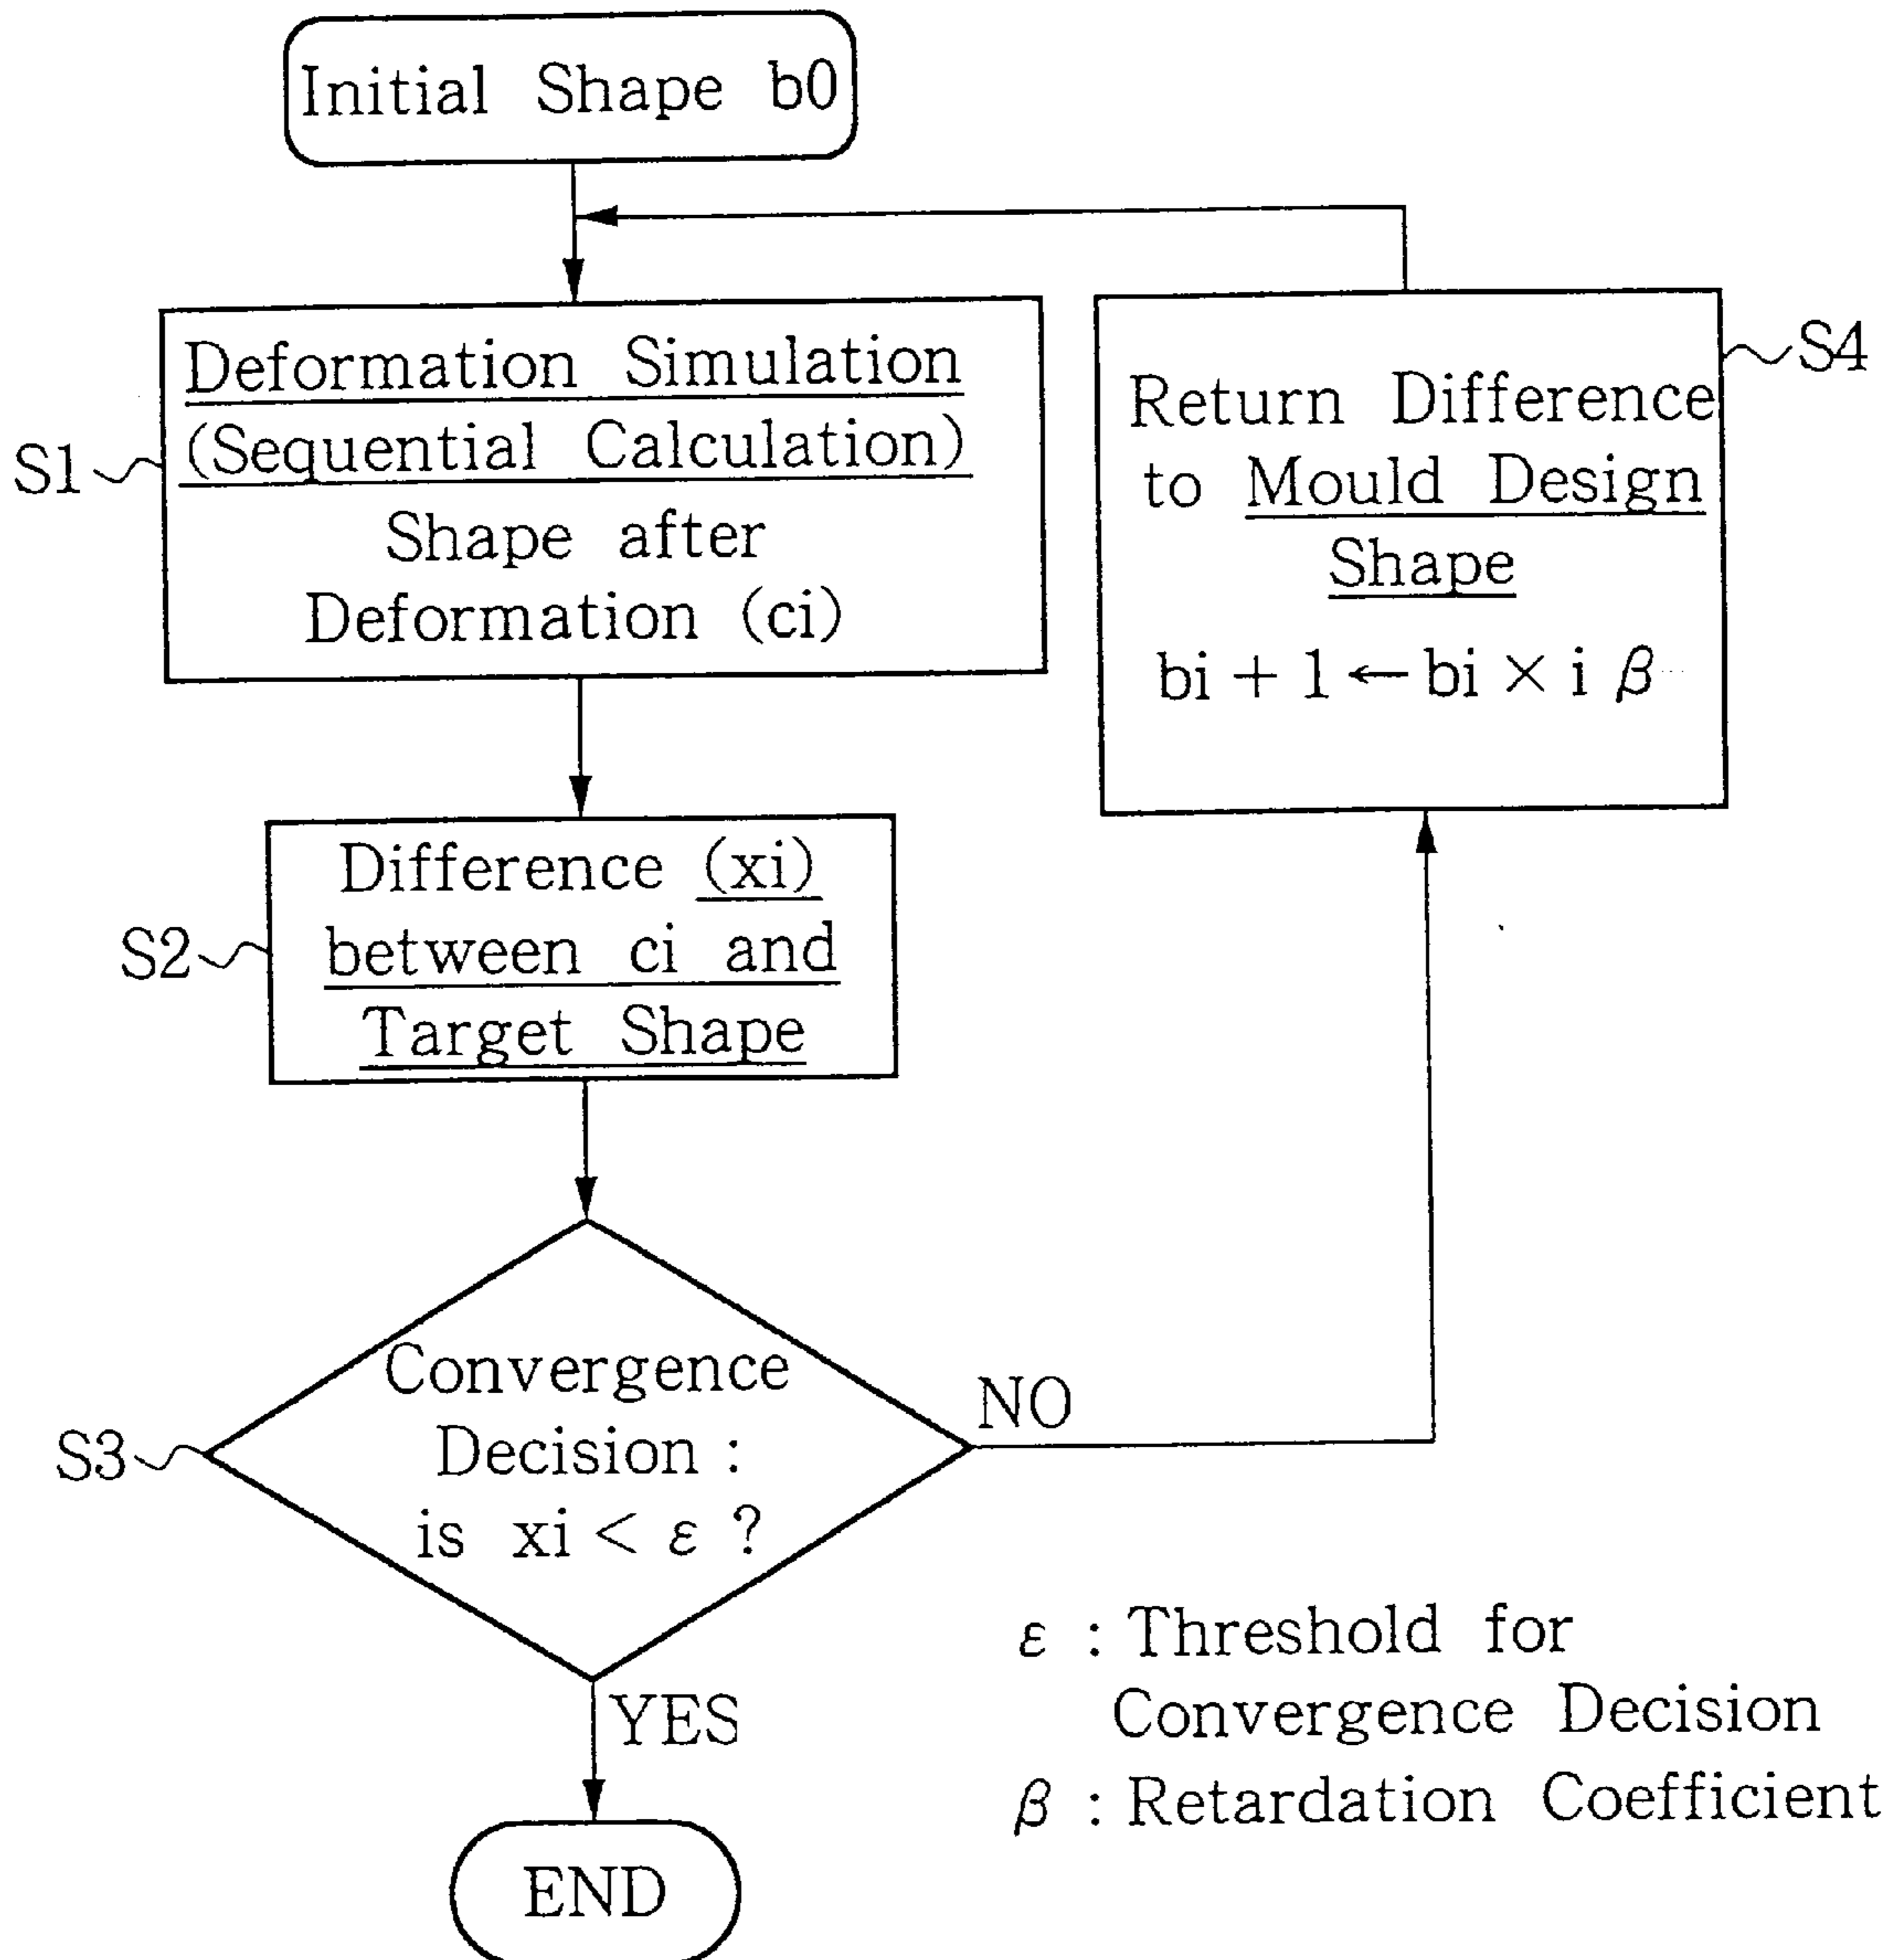 Initial Shape b0
S1
Deformation Simulation
(Sequential Calculation)
Shape after
Deformation (ci)
S4
Return Difference
to Mould Design
Shape
bi + 1 ← bi × i β
S2
Difference (xi)
between ci and
Target Shape
S3
Convergence
Decision :
is xi < ε ?
NO
YES
END
ε : Threshold for
Convergence Decision
β : Retardation Coefficient